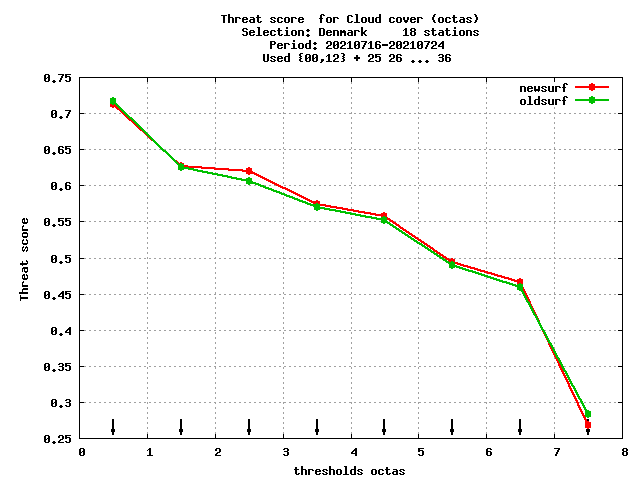 Threat score  for Cloud cover (octas)
Selection: Denmark     18 stations
Period: 20210716-20210724
Used {00,12} + 25 26 ... 36
newsurf
oldsurf
0.75
0.7
0.65
0.6
0.55
0.5
0.45
0.4
0.35
0.3
0.25
Threat score
0 1 2 3 4 5 6 7 8
thresholds octas